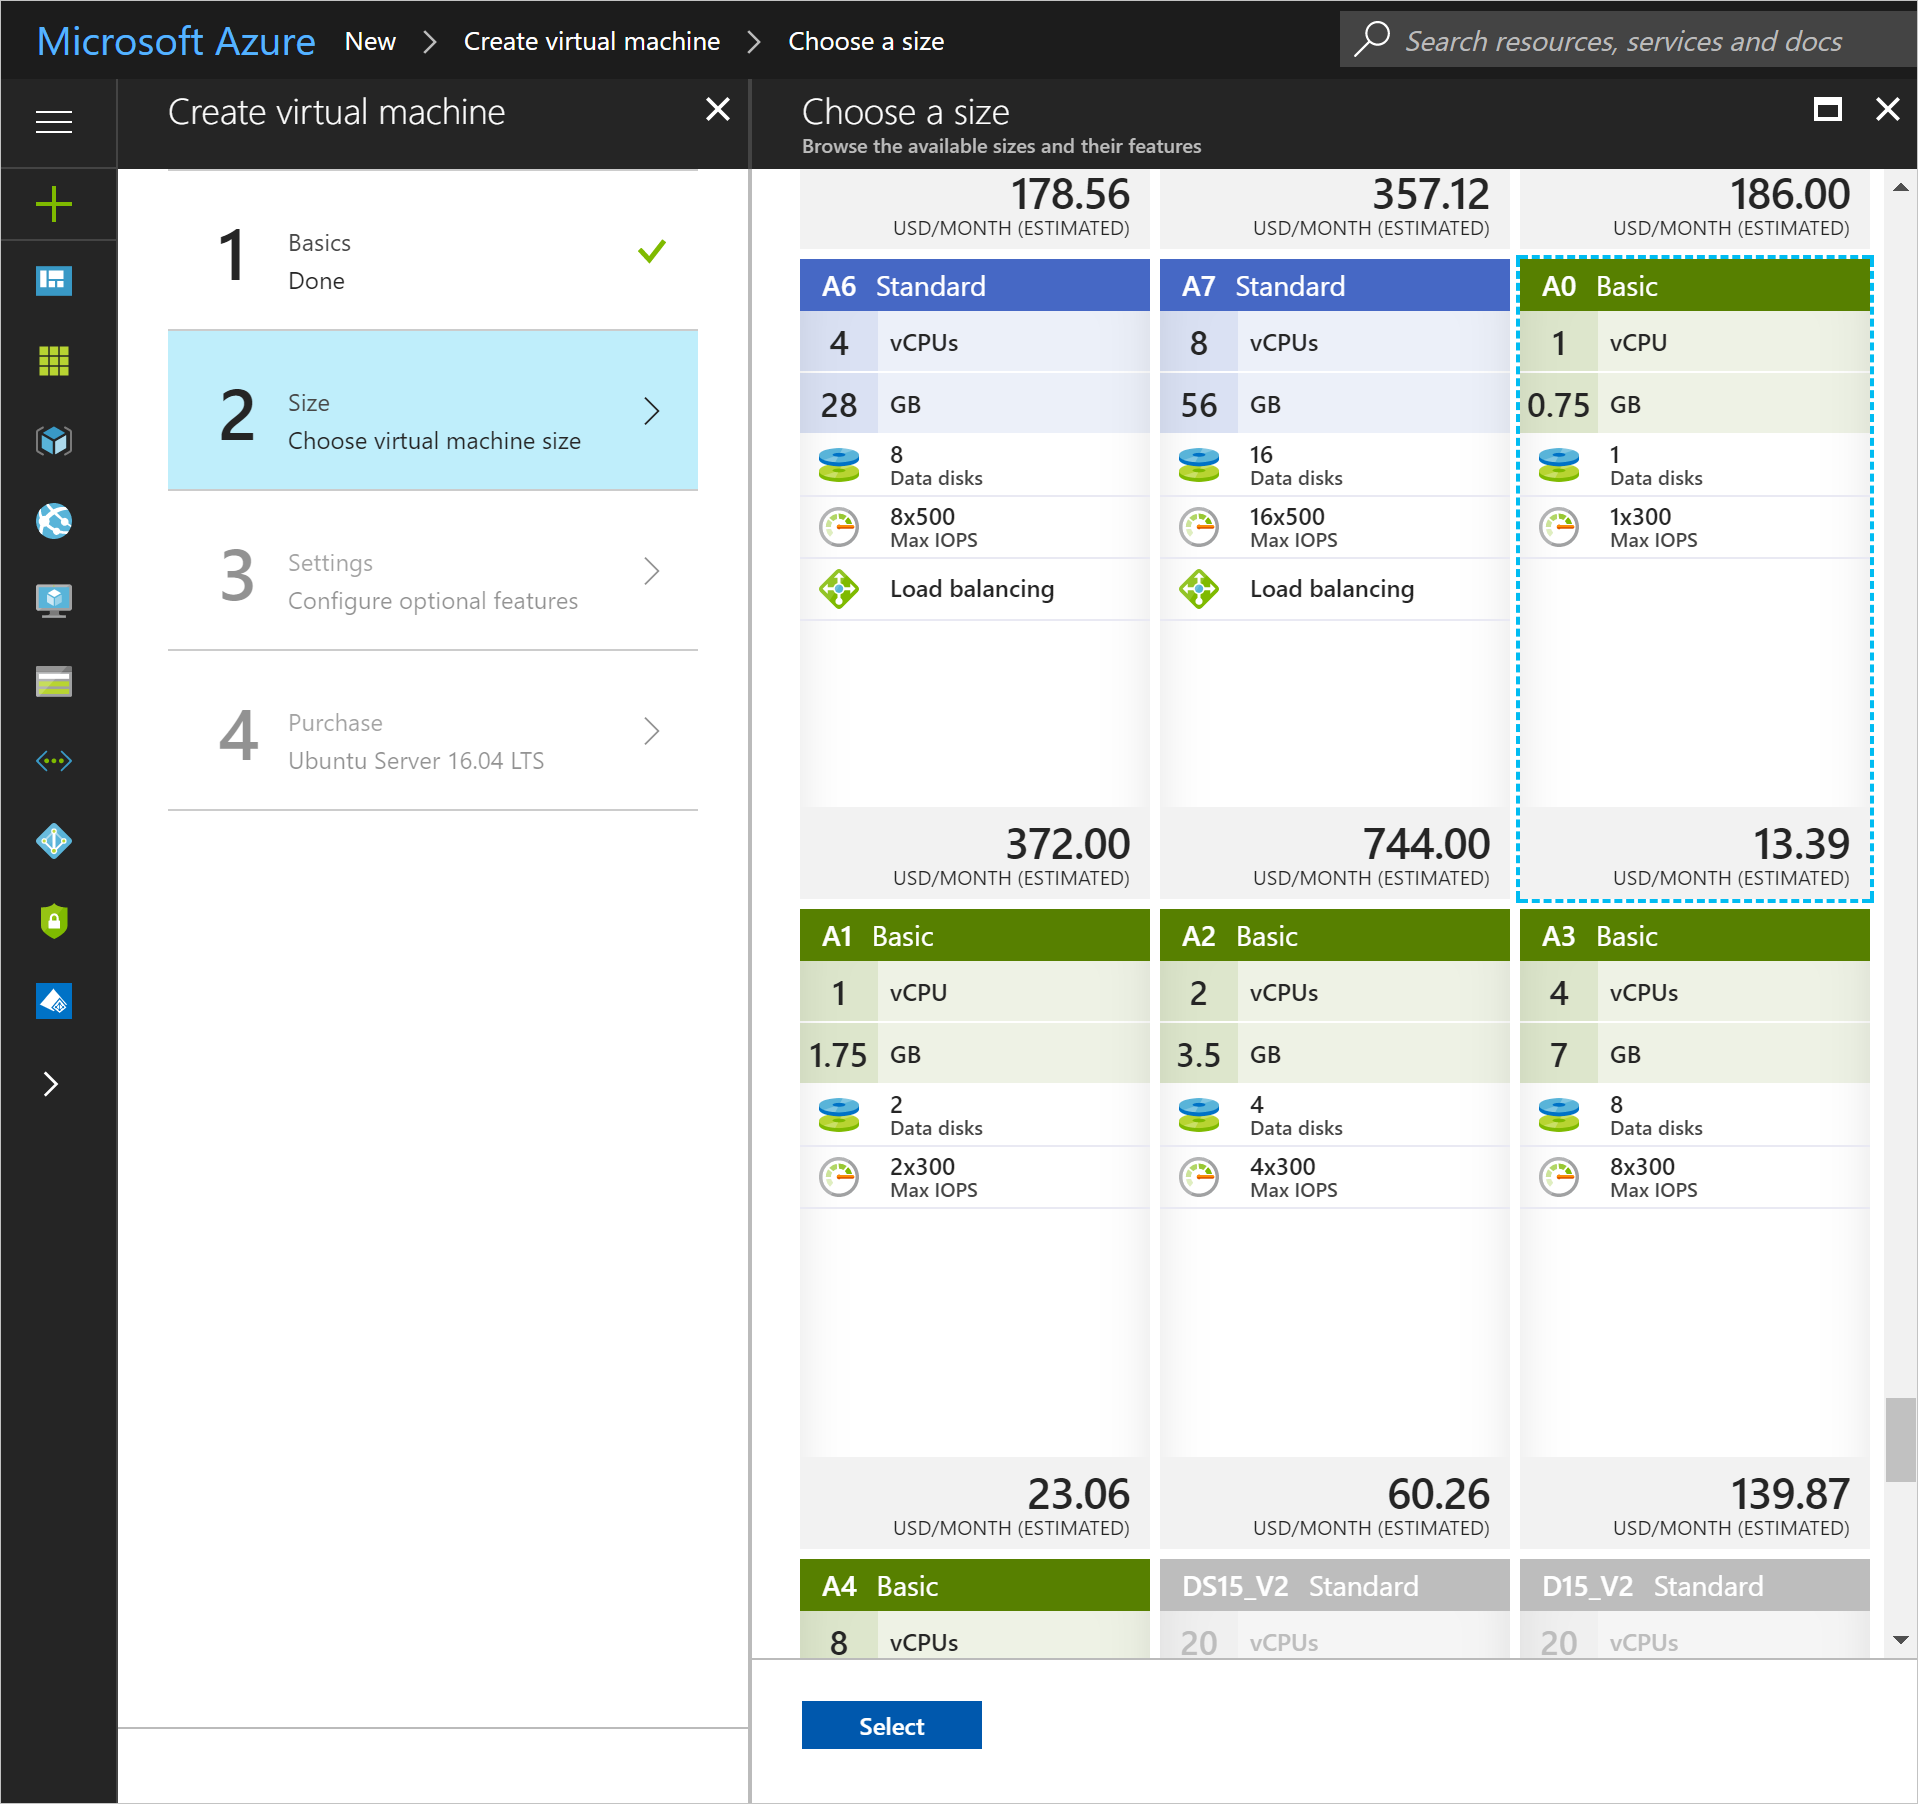 Microsoft Azure New Create virtual machine Choose a size
Search resources, services and docs
Create virtual machine
1 Basics
Done
2 Size
Choose virtual machine size
3 Settings
Configure optional features
4 Purchase
Ubuntu Server 16.04 LTS
Choose a size
Browse the available sizes and their features
178.56
USD/MONTH (ESTIMATED)
357.12
USD/MONTH (ESTIMATED)
186.00
USD/MONTH (ESTIMATED)
A6 Standard
4 vCPUs
28 GB
8
Data disks
8x500
Max IOPS
Load balancing
372.00
USD/MONTH (ESTIMATED)
A7 Standard
8 vCPUs
56 GB
16
Data disks
16x500
Max IOPS
Load balancing
744.00
USD/MONTH (ESTIMATED)
A0 Basic
1 vCPU
0.75 GB
1
Data disks
1x300
Max IOPS
13.39
USD/MONTH (ESTIMATED)
A1 Basic
1 vCPU
1.75 GB
2
Data disks
2x300
Max IOPS
23.06
USD/MONTH (ESTIMATED)
A2 Basic
2 vCPUs
3.5 GB
4
Data disks
4x300
Max IOPS
60.26
USD/MONTH (ESTIMATED)
A3 Basic
4 vCPUs
7 GB
8
Data disks
8x300
Max IOPS
139.87
USD/MONTH (ESTIMATED)
A4 Basic
8 vCPUs
DS15_V2 Standard
20 vCPUs
D15_V2 Standard
20 vCPUs
Select